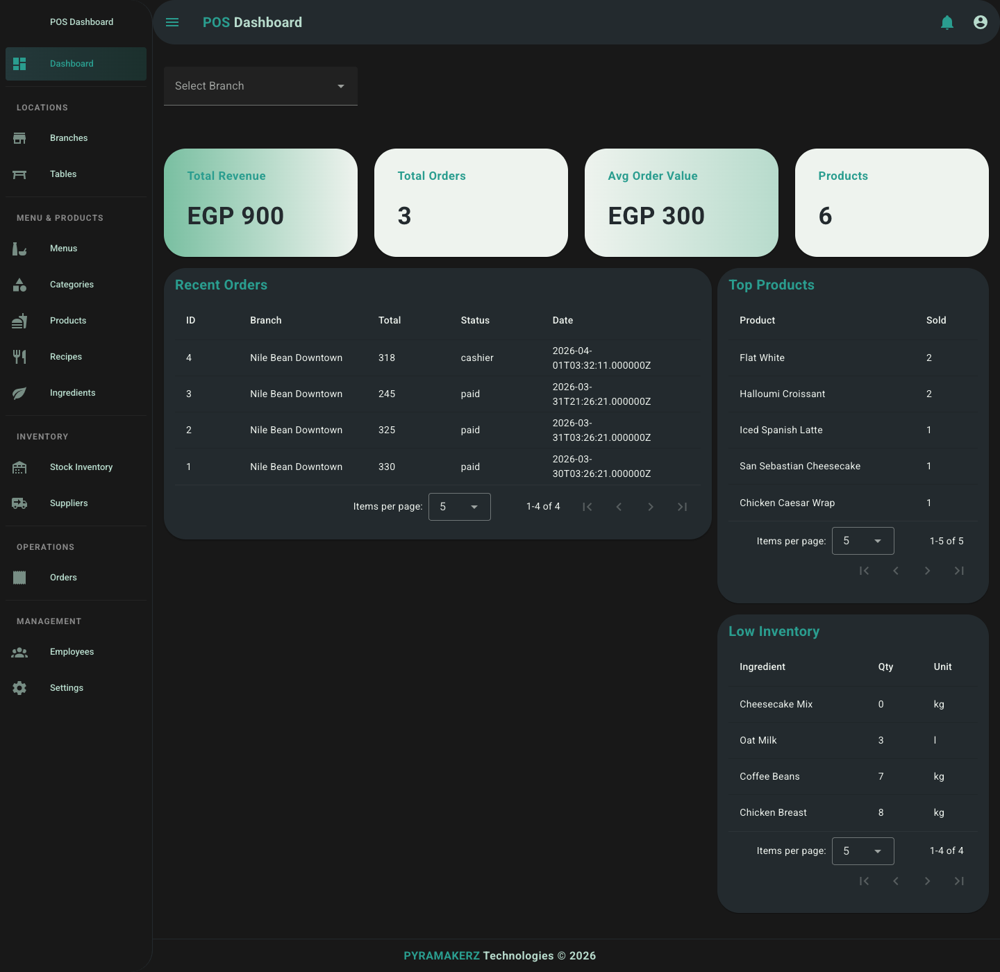 POS Dashboard
Dashboard
LOCATIONS
Branches
Tables
MENU & PRODUCTS
Menus
Categories
Products
Recipes
Ingredients
INVENTORY
Stock Inventory
Suppliers
OPERATIONS
Orders
MANAGEMENT
Employees
Settings
POS Dashboard
Select Branch
Total Revenue
EGP 900
Total Orders
3
Avg Order Value
EGP 300
Products
6
Recent Orders
ID Branch Total Status Date
4 Nile Bean Downtown 318 cashier 2026-04-
01T03:32:11.000000Z
3 Nile Bean Downtown 245 paid 2026-03-
31T21:26:21.000000Z
2 Nile Bean Downtown 325 paid 2026-03-
31T03:26:21.000000Z
1 Nile Bean Downtown 330 paid 2026-03-
30T03:26:21.000000Z
Items per page: 5 1-4 of 4
Top Products
Product Sold
Flat White 2
Halloumi Croissant 2
Iced Spanish Latte 1
San Sebastian Cheesecake 1
Chicken Caesar Wrap 1
Items per page: 5 1-5 of 5
Low Inventory
Ingredient Qty Unit
Cheesecake Mix 0 kg
Oat Milk 3 l
Coffee Beans 7 kg
Chicken Breast 8 kg
Items per page: 5 1-4 of 4
PYRAMAKERZ Technologies © 2026